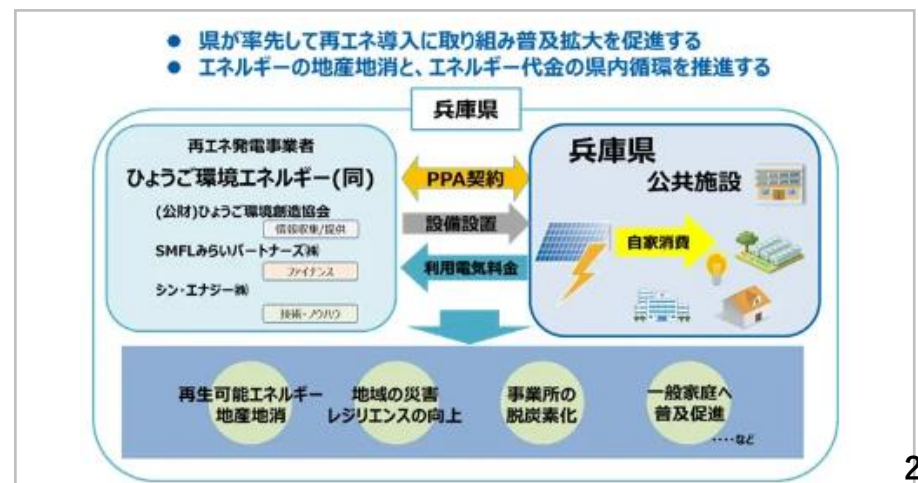 ● 県が率先して再エネ導入に取り組み普及拡大を促進する
● エネルギーの地産地消と、エネルギー代金の県内循環を推進する
兵庫県
再エネ発電事業者
ひょうご環境エネルギー(同)
(公財)ひょうご環境創造協会
情報収集/提供
SMFLみらいパートナーズ㈱
ファイナンス
シン・エナジー㈱
技術・ノウハウ
PPA契約
設備設置
利用電気料金
兵庫県
公共施設
自家消費
再生可能エネルギー
地産地消
地域の災害
レジリエンスの向上
事業所の
脱炭素化
一般家庭へ
普及促進
‥‥など
2